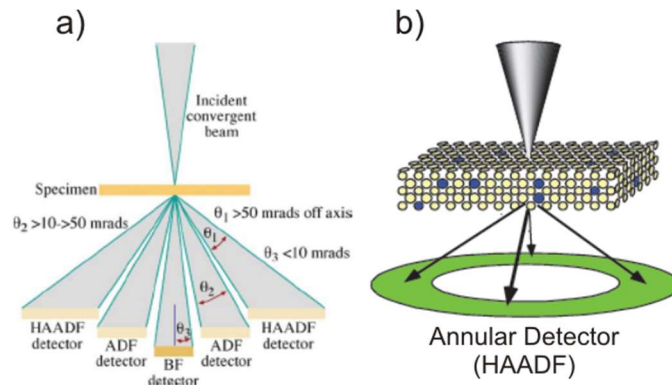 a)
Incident
convergent
beam
Specimen
θ₂ >10->50 mrads
θ₁ >50 mrads off axis
θ₃ <10 mrads
θ₁
θ₂
θ₃
HAADF
detector
ADF
detector
BF
detector
ADF
detector
HAADF
detector
b)
Annular Detector
(HAADF)